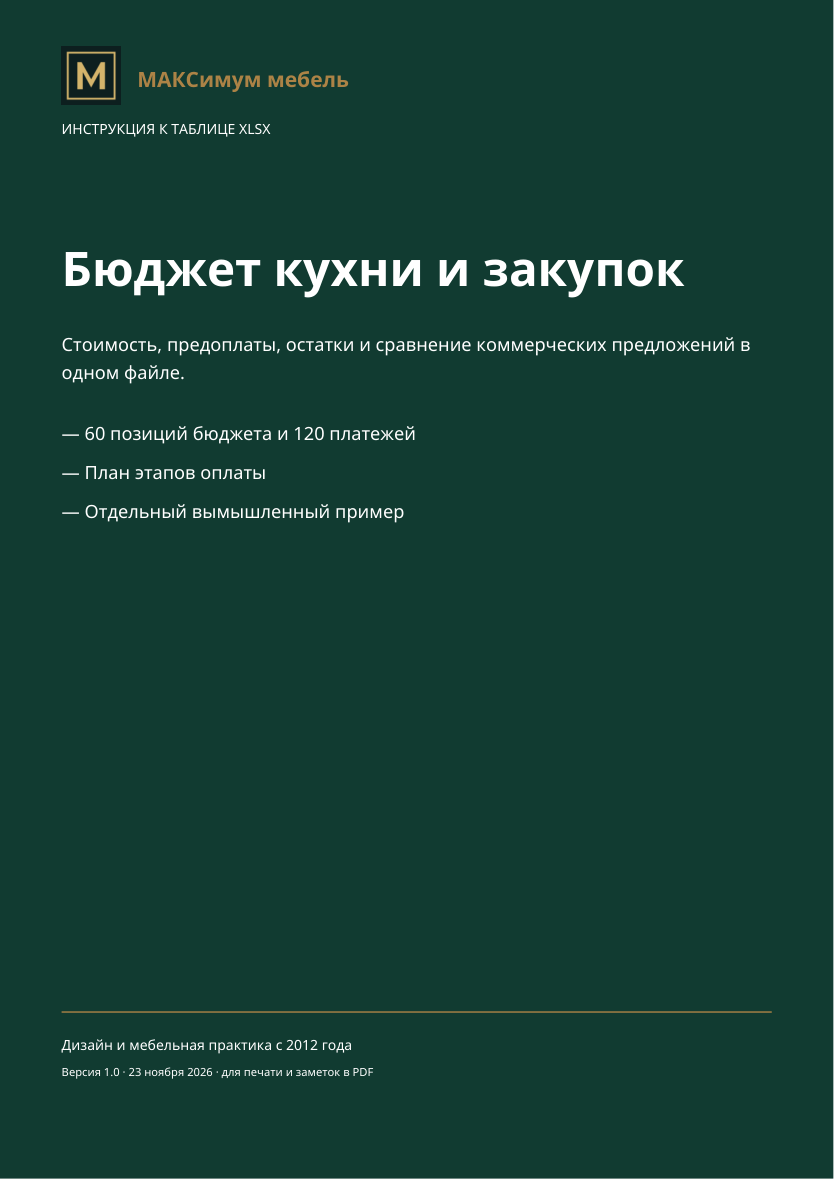 M
МАКСимум мебель
ИНСТРУКЦИЯ К ТАБЛИЦЕ XLSX
Бюджет кухни и закупок
Стоимость, предоплаты, остатки и сравнение коммерческих предложений в
одном файле.
— 60 позиций бюджета и 120 платежей
— План этапов оплаты
— Отдельный вымышленный пример
Дизайн и мебельная практика с 2012 года
Версия 1.0 · 23 ноября 2026 · для печати и заметок в PDF